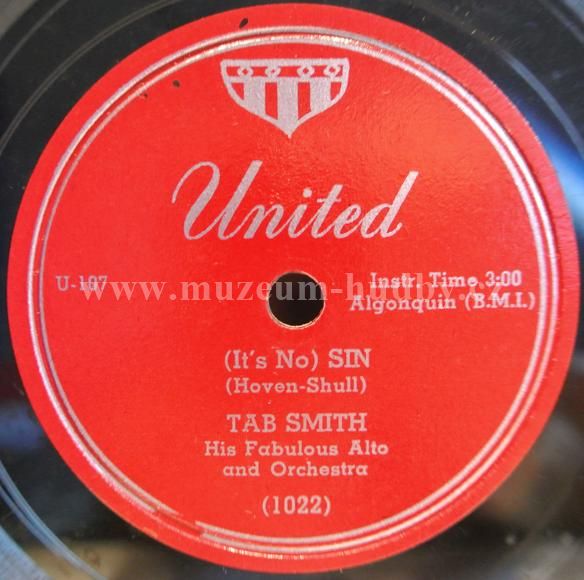 United
U-107
Instr. Time 3:00
Algonquin (B.M.I.)
www.muzeum-hudby.cz
(It's No) SIN
(Hoven-Shull)
TAB SMITH
His Fabulous Alto
and Orchestra
(1022)